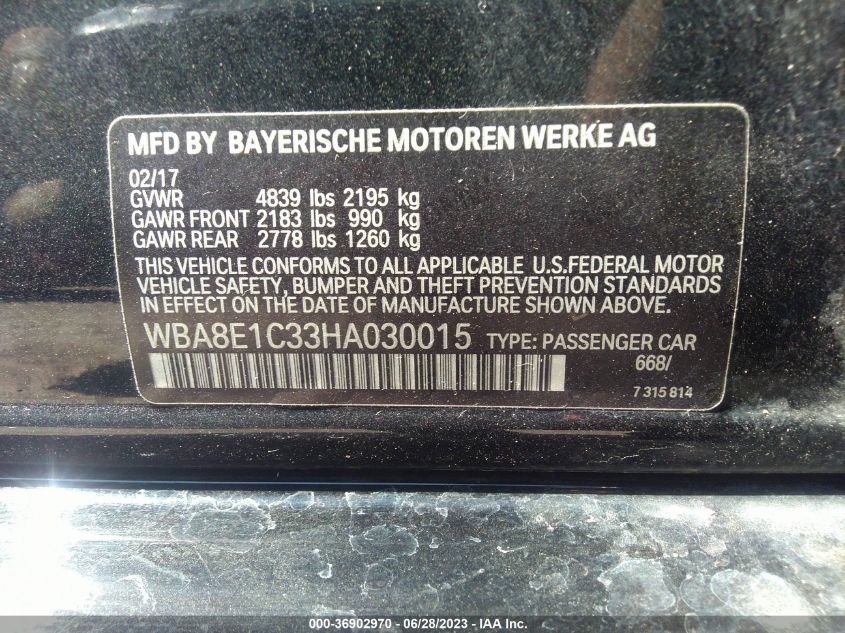 MFD BY BAYERISCHE MOTOREN WERKE AG
02/17
GVWR 4839 lbs 2195 kg
GAWR FRONT 2183 lbs 990 kg
GAWR REAR 2778 lbs 1260 kg
THIS VEHICLE CONFORMS TO ALL APPLICABLE U.S.FEDERAL MOTOR
VEHICLE SAFETY, BUMPER AND THEFT PREVENTION STANDARDS
IN EFFECT ON THE DATE OF MANUFACTURE SHOWN ABOVE.
WBA8E1C33HA030015 TYPE: PASSENGER CAR
668/
7 315 814
000-36902970 / 06/28/2023 - © IAA, Inc.